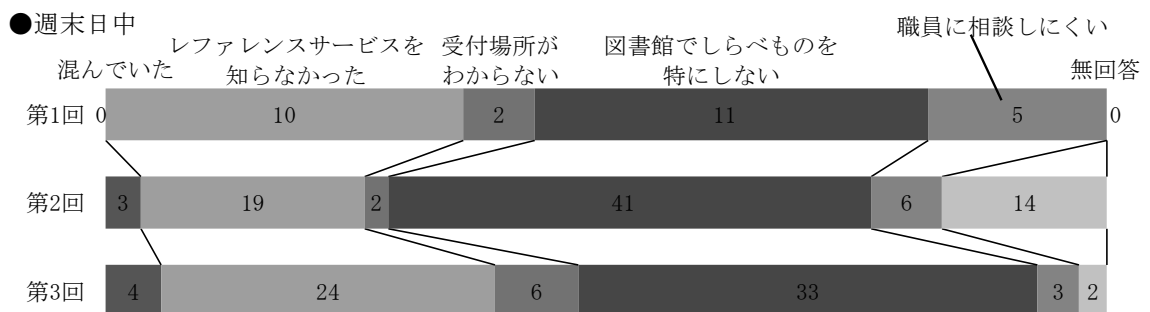 ●週末日中
職員に相談しにくい
レファレンスサービスを 受付場所が 図書館でしらべものを
混んでいた 知らなかった わからない 特にしない 無回答
第1回 0 10 2 11 5 0
第2回 3 19 2 41 6 14
第3回 4 24 6 33 3 2